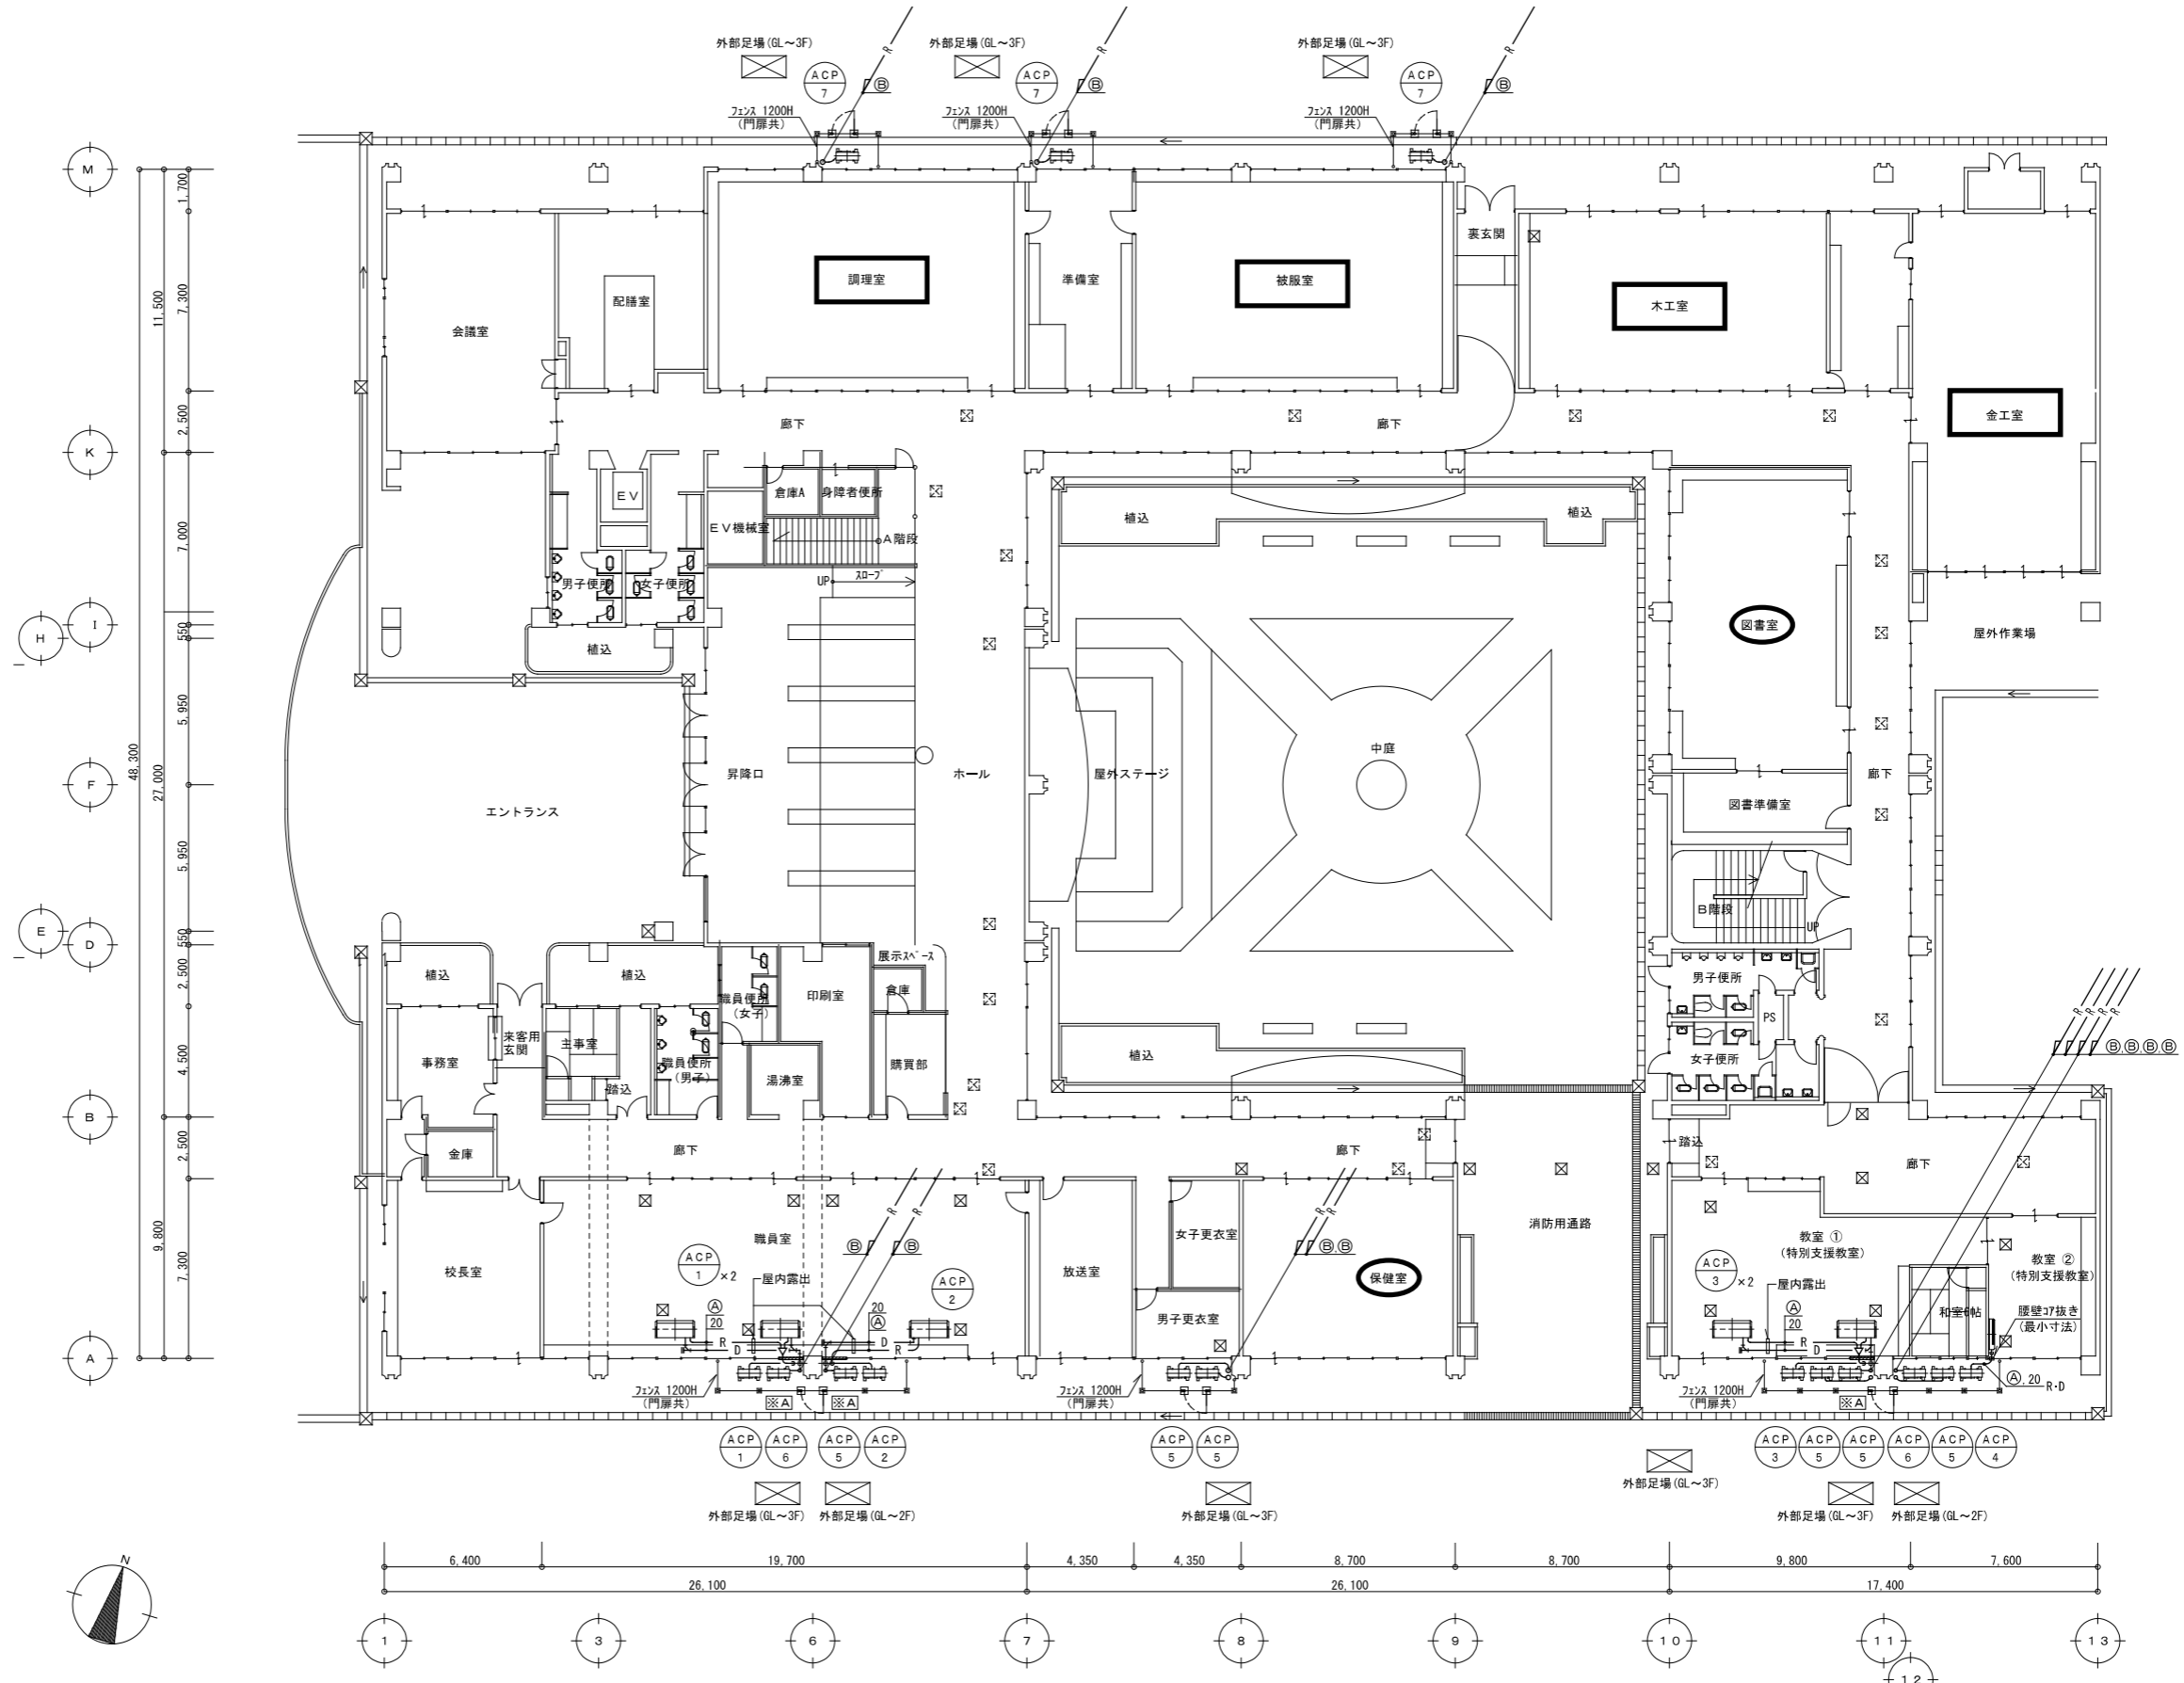 外部足場(GL～3F)
外部足場(GL～3F)
外部足場(GL～3F)
ACP
7
ACP
7
ACP
7
R
R
R
Ⓑ
Ⓑ
Ⓑ
ﾌｪﾝｽ 1200H
(門扉共)
ﾌｪﾝｽ 1200H
(門扉共)
ﾌｪﾝｽ 1200H
(門扉共)
M
K
I
H
F
E
D
B
A
1,700
7,300
2,500
7,000
550
5,950
5,950
550
2,500
4,500
2,500
7,300
11,500
27,000
9,800
48,300
会議室
配膳室
調理室
準備室
被服室
裏玄関
木工室
金工室
廊下
廊下
EV
倉庫A
身障者便所
EV機械室
A階段
男子便所
女子便所
UP
ｽﾛｰﾌﾟ
植込
植込
植込
図書室
屋外作業場
昇降口
ホール
屋外ステージ
中庭
エントランス
廊下
図書準備室
B階段
UP
植込
植込
展示ｽﾍﾟｰｽ
職員便所
(女子)
印刷室
倉庫
男子便所
PS
女子便所
事務室
来客用
玄関
主事室
踏込
職員便所
(男子)
湯沸室
購買部
植込
R
R
R
R
Ⓑ,Ⓑ,Ⓑ,Ⓑ
金庫
廊下
廊下
踏込
廊下
校長室
職員室
ACP
1
×2
屋内露出
R
R
Ⓑ
Ⓑ
ACP
2
放送室
女子更衣室
男子更衣室
R
R
Ⓑ,Ⓑ
保健室
消防用通路
教室 ①
(特別支援教室)
教室 ②
(特別支援教室)
ACP
3
×2
屋内露出
和室6帖
腰壁ｺｱ抜き
(最小寸法)
Ⓐ
20
20
Ⓐ
R
D
D
R
Ⓐ
20
R
D
Ⓐ,20
R・D
ﾌｪﾝｽ 1200H
(門扉共)
※A
※A
ﾌｪﾝｽ 1200H
(門扉共)
ﾌｪﾝｽ 1200H
(門扉共)
※A
ACP
1
ACP
6
ACP
5
ACP
2
ACP
5
ACP
5
ACP
3
ACP
5
ACP
5
ACP
6
ACP
5
ACP
4
外部足場(GL～3F)
外部足場(GL～2F)
外部足場(GL～3F)
外部足場(GL～3F)
外部足場(GL～3F)
外部足場(GL～2F)
N
6,400
19,700
4,350
4,350
8,700
8,700
9,800
7,600
26,100
26,100
17,400
1
3
6
7
8
9
10
11
12
13